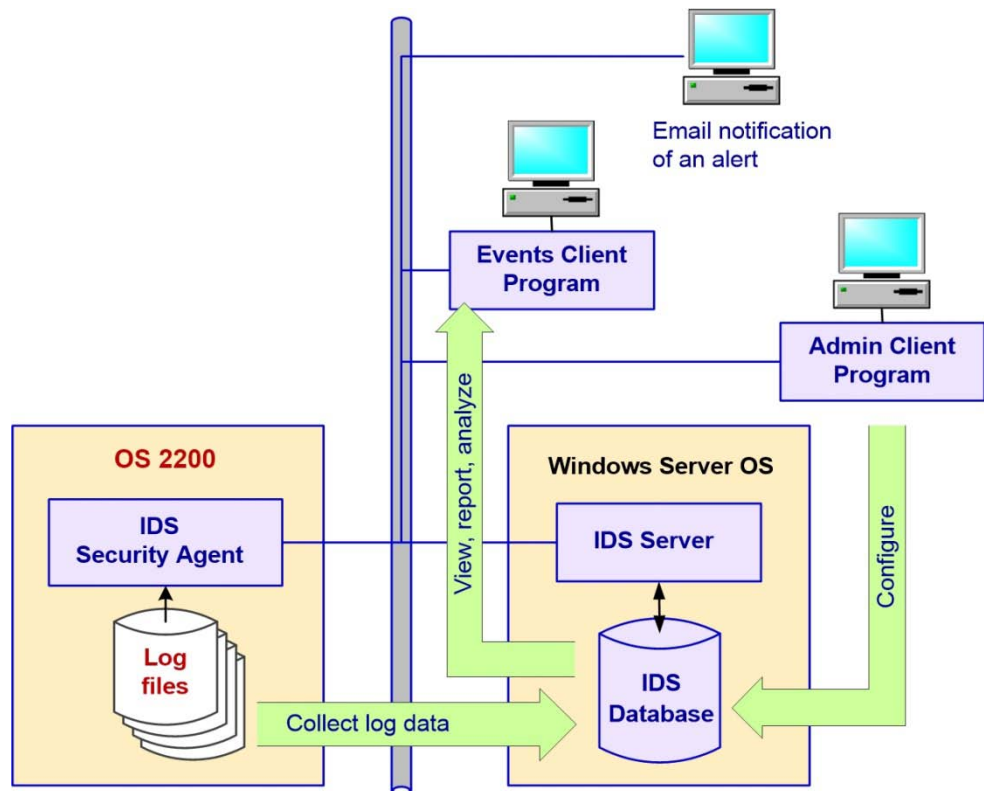 Email notification
of an alert
Events Client
Program
Admin Client
Program
OS 2200
IDS
Security Agent
Log
files
Collect log data
View, report, analyze
Windows Server OS
IDS Server
IDS
Database
Configure